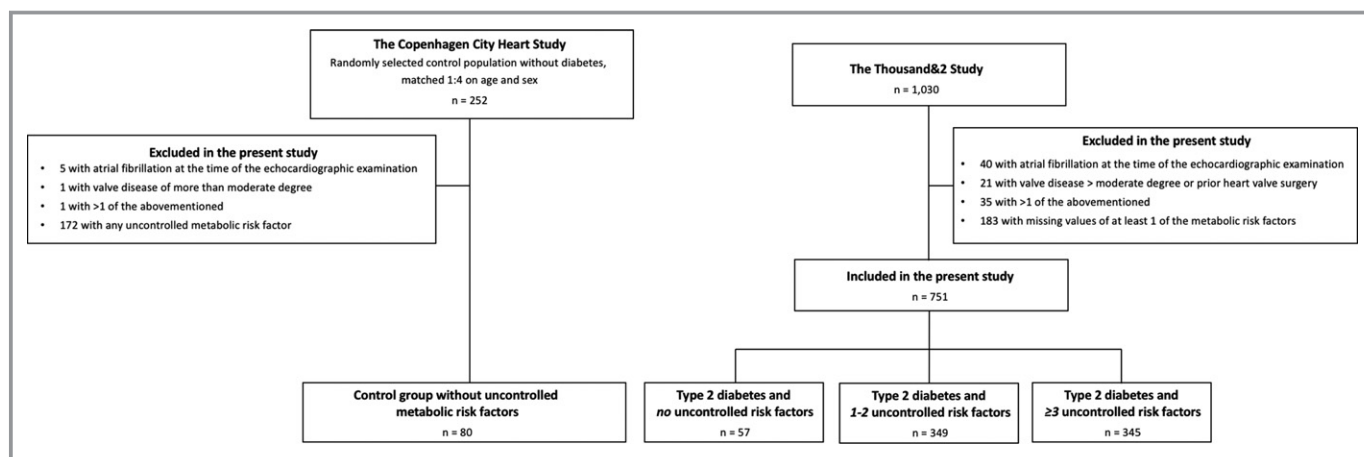 The Copenhagen City Heart Study
Randomly selected control population without diabetes,
matched 1:4 on age and sex
n = 252
The Thousand&2 Study
n = 1,030
Excluded in the present study
• 5 with atrial fibrillation at the time of the echocardiographic examination
• 1 with valve disease of more than moderate degree
• 1 with >1 of the abovementioned
• 172 with any uncontrolled metabolic risk factor
Excluded in the present study
• 40 with atrial fibrillation at the time of the echocardiographic examination
• 21 with valve disease > moderate degree or prior heart valve surgery
• 35 with >1 of the abovementioned
• 183 with missing values of at least 1 of the metabolic risk factors
Included in the present study
n = 751
Control group without uncontrolled
metabolic risk factors
n = 80
Type 2 diabetes and
no uncontrolled risk factors
n = 57
Type 2 diabetes and
1-2 uncontrolled risk factors
n = 349
Type 2 diabetes and
≥3 uncontrolled risk factors
n = 345